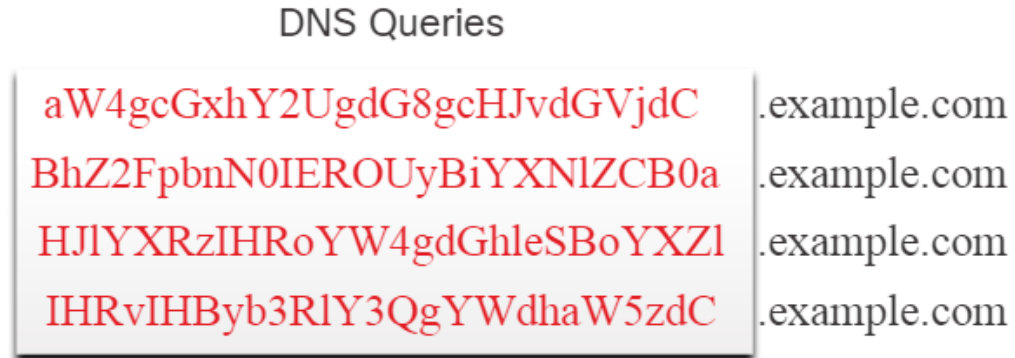 DNS Queries
aW4gcGxhY2UgdG8gcHJvdGVjdC .example.com
BhZ2FpbnN0IEROUyBiYXNlZCB0a .example.com
HJlYXRzIHRoYW4gdGhleSBoYXZl .example.com
IHRvIHByb3RlY3QgYWdhaW5zdC .example.com